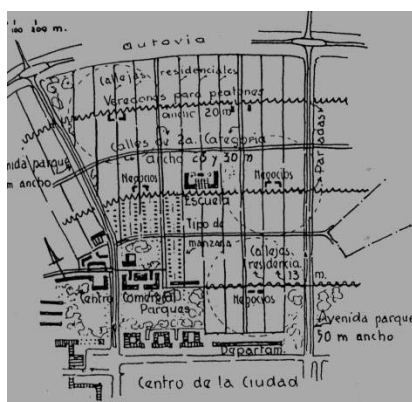 100 200 m.
autovia
callejas residenciales
Veredones para peatones
ancho 20 m
calles de 2a. Categoria
ancho 20 y 30 m
Paradas
enida parque
m ancho
Negocios
Negocios
Escuela
Tipo de
manzana
Callejas
residencia
13 m.
Centro Comercial
Parques
Negocios
Avenida parque
50 m ancho
Departam.
Centro de la Ciudad